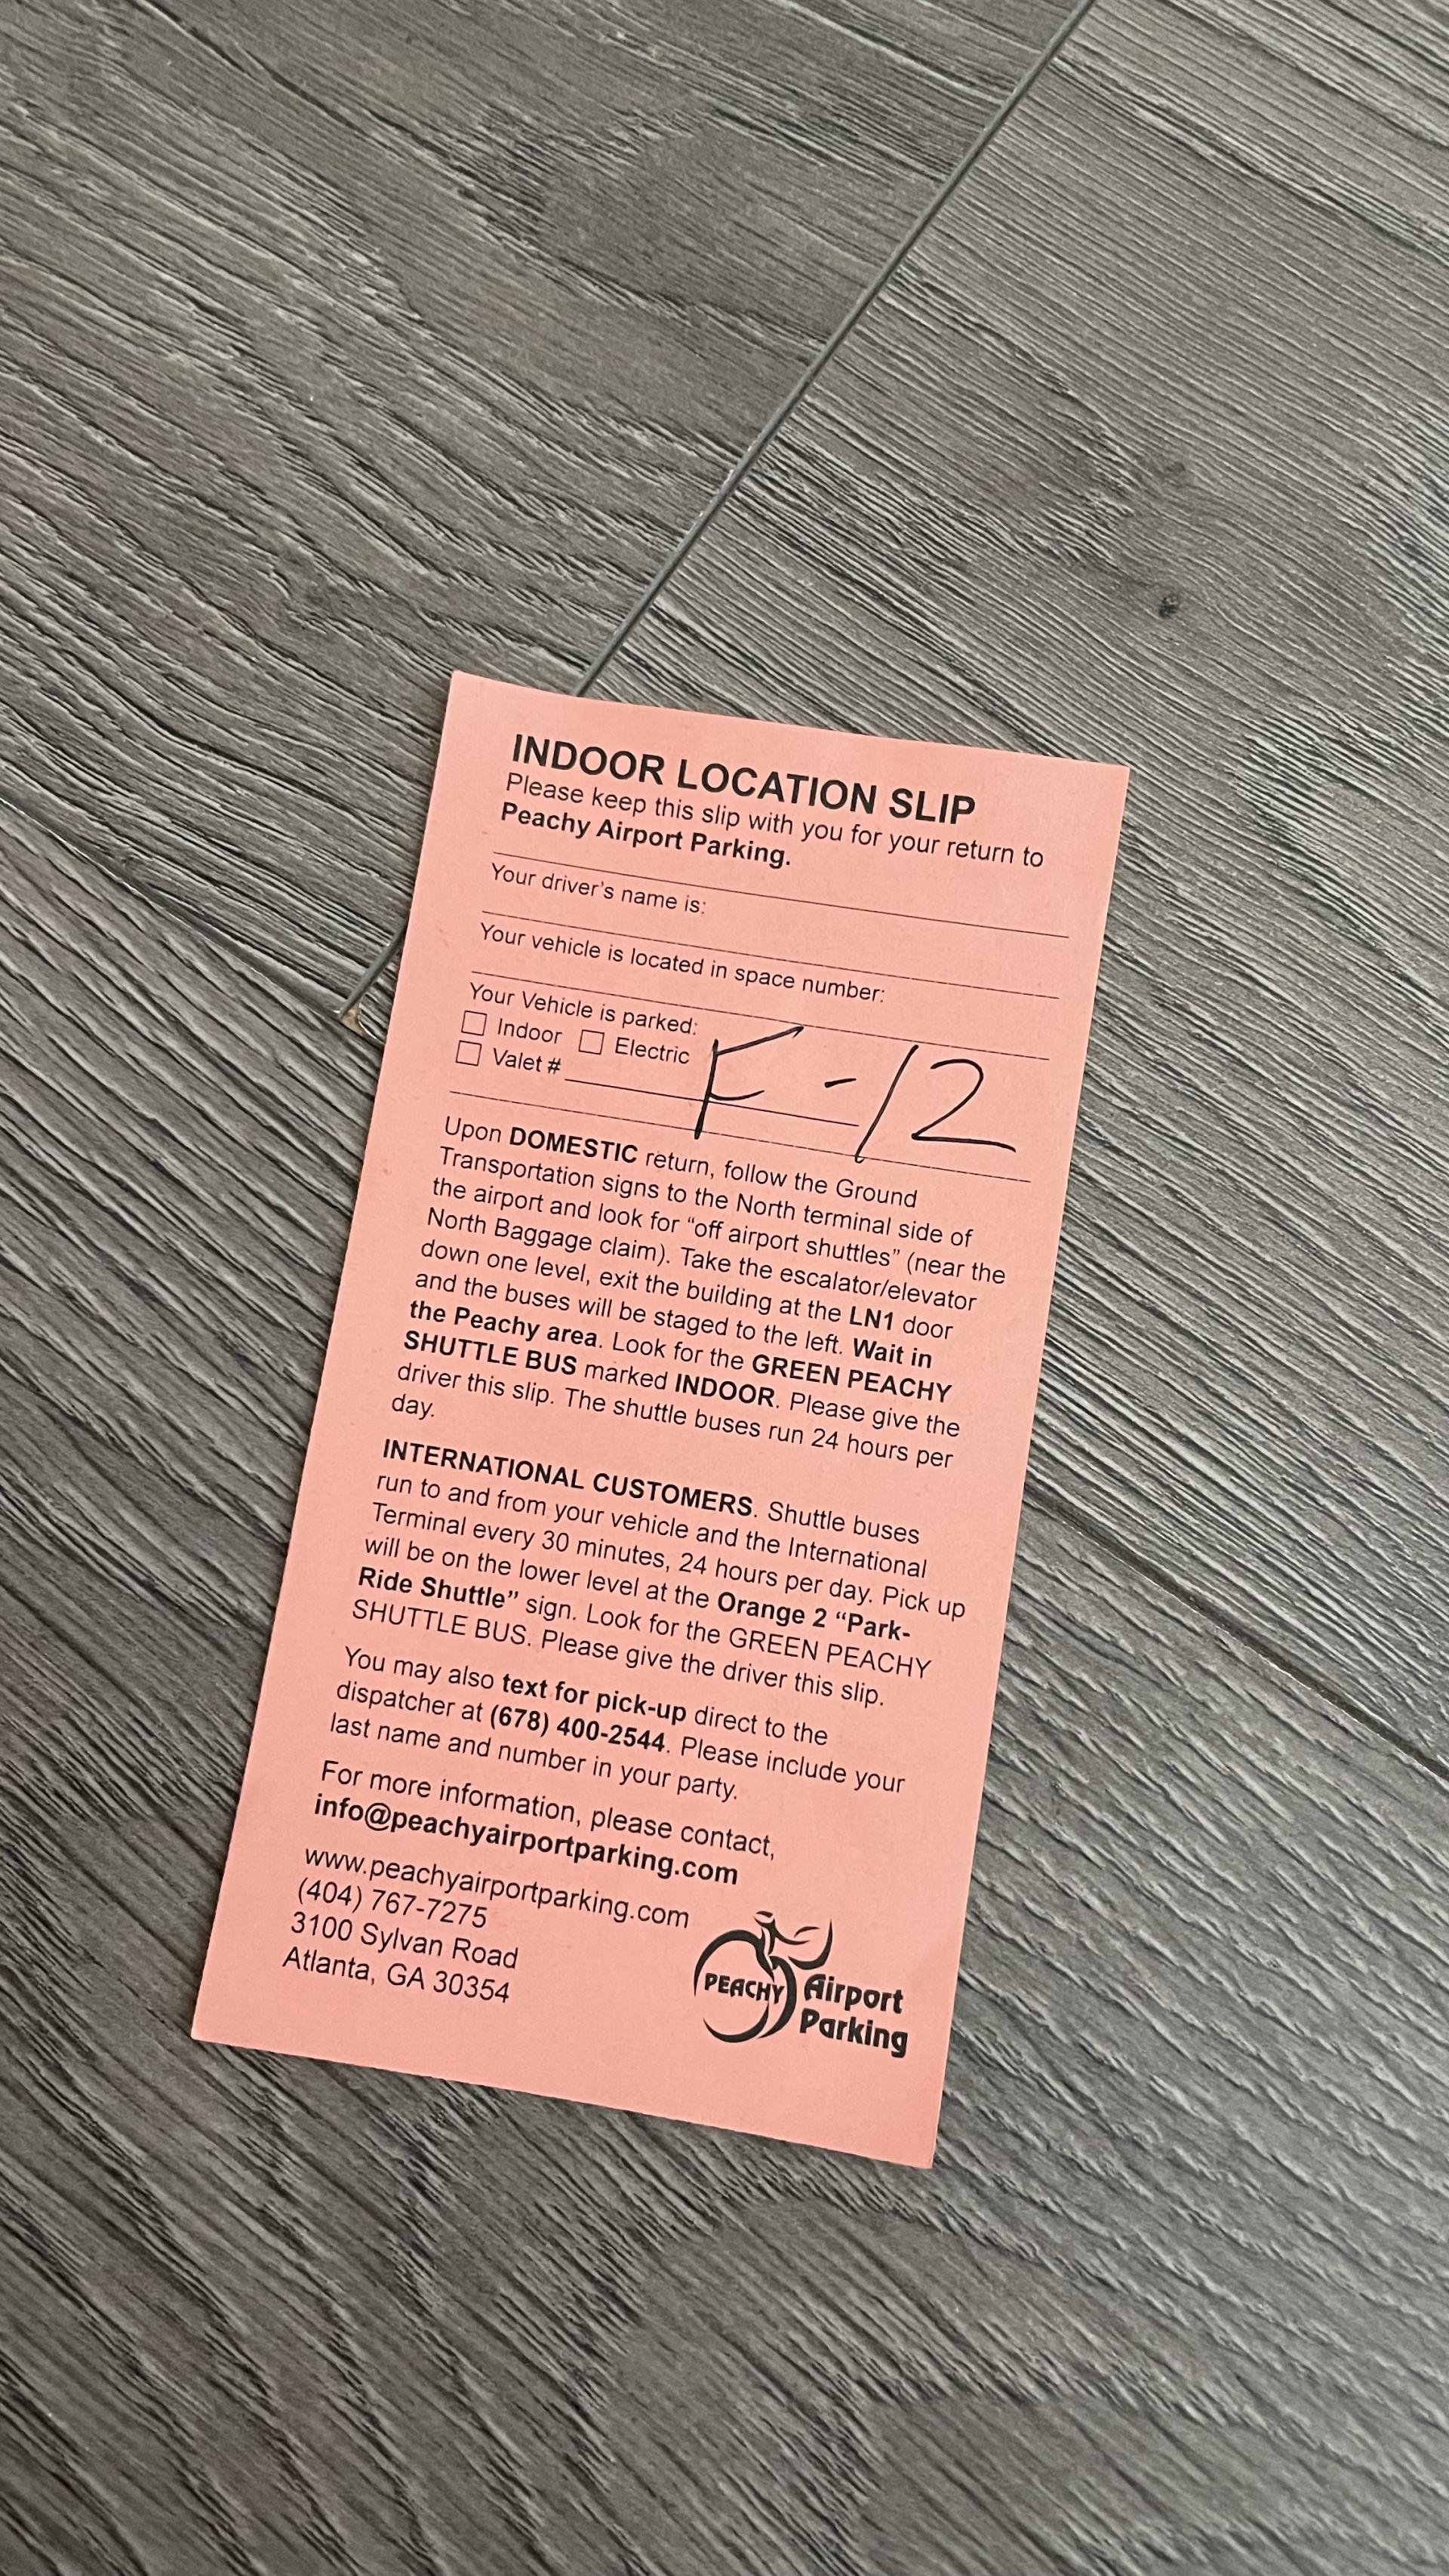 INDOOR LOCATION SLIP
Please keep this slip with you for your return to
Peachy Airport Parking.
Your driver's name is:
Your vehicle is located in space number:
Your Vehicle is parked:
Indoor Electric
Valet #
F-12
Upon DOMESTIC return, follow the Ground
Transportation signs to the North terminal side of
the airport and look for “off airport shuttles” (near the
North Baggage claim). Take the escalator/elevator
down one level, exit the building at the LN1 door
and the buses will be staged to the left. Wait in
the Peachy area. Look for the GREEN PEACHY
SHUTTLE BUS marked INDOOR. Please give the
driver this slip. The shuttle buses run 24 hours per
day.
INTERNATIONAL CUSTOMERS. Shuttle buses
run to and from your vehicle and the International
Terminal every 30 minutes, 24 hours per day. Pick up
will be on the lower level at the Orange 2 “Park-
Ride Shuttle” sign. Look for the GREEN PEACHY
SHUTTLE BUS. Please give the driver this slip.
You may also text for pick-up direct to the
dispatcher at (678) 400-2544. Please include your
last name and number in your party.
For more information, please contact,
info@peachyairportparking.com
www.peachyairportparking.com
(404) 767-7275
3100 Sylvan Road
Atlanta, GA 30354
PEACHY Airport
Parking